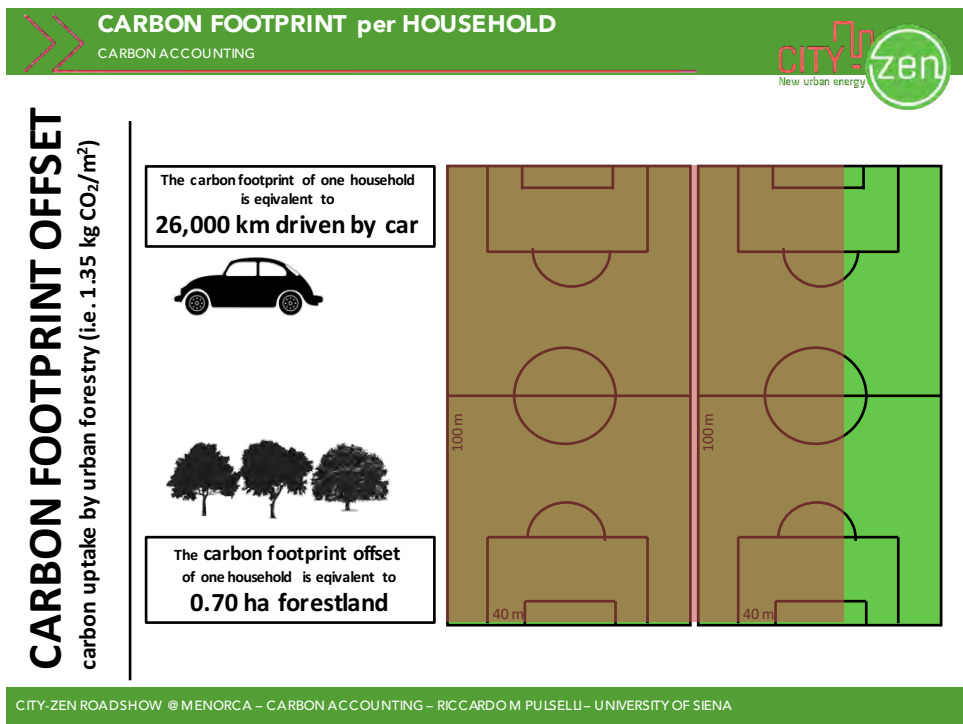 CARBON FOOTPRINT per HOUSEHOLD
CARBON ACCOUNTING
CITY
zen
New urban energy
CARBON FOOTPRINT OFFSET
carbon uptake by urban forestry (i.e. 1.35 kg CO₂/m²)
The carbon footprint of one household
is eqivalent to
26,000 km driven by car
The carbon footprint offset
of one household is eqivalent to
0.70 ha forestland
100 m
40 m
100 m
40 m
CITY-ZEN ROADSHOW @ MENORCA – CARBON ACCOUNTING – RICCARDO M PULSELLI – UNIVERSITY OF SIENA